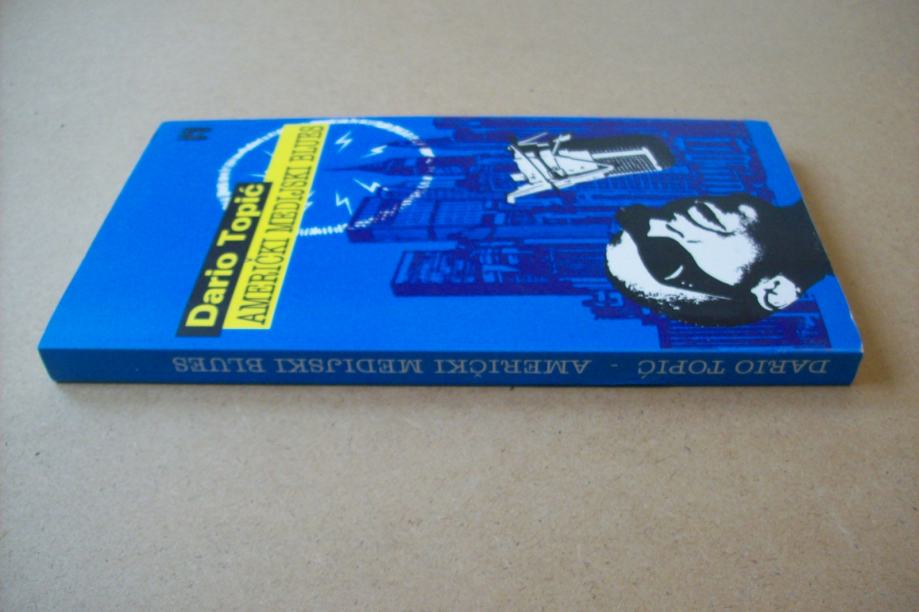 Dario Topić
AMERIČKI MEDIJSKI BLUES
DARIO TOPIĆ - AMERIČKI MEDIJSKI BLUES